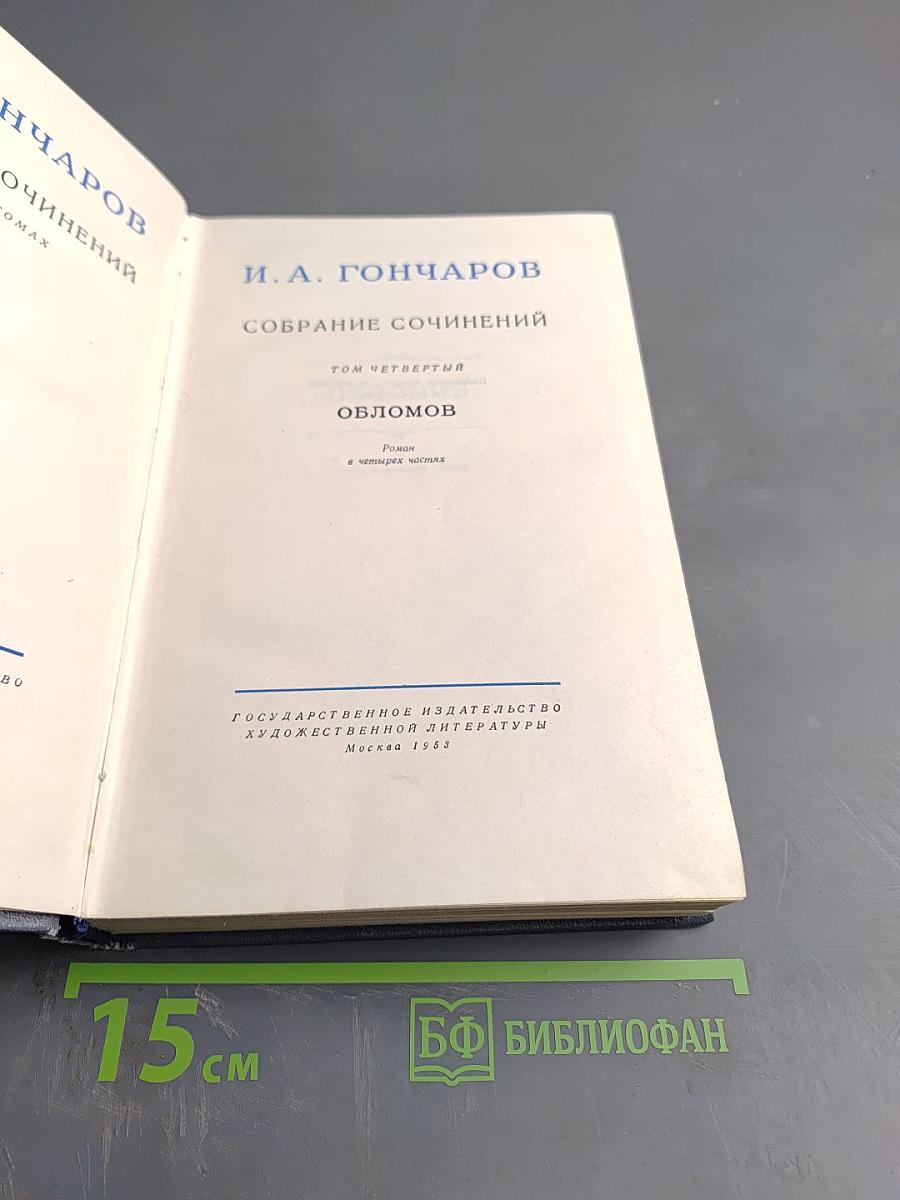 НЧАРОВ
ОЧИНЕНИЙ
ТОМАХ
ВО
И. А. ГОНЧАРОВ
СОБРАНИЕ СОЧИНЕНИЙ
ТОМ ЧЕТВЕРТЫЙ
ОБЛОМОВ
Роман
в четырех частях
ГОСУДАРСТВЕННОЕ ИЗДАТЕЛЬСТВО
ХУДОЖЕСТВЕННОЙ ЛИТЕРАТУРЫ
Москва 1953
15 СМ
БФ БИБЛИОФАН